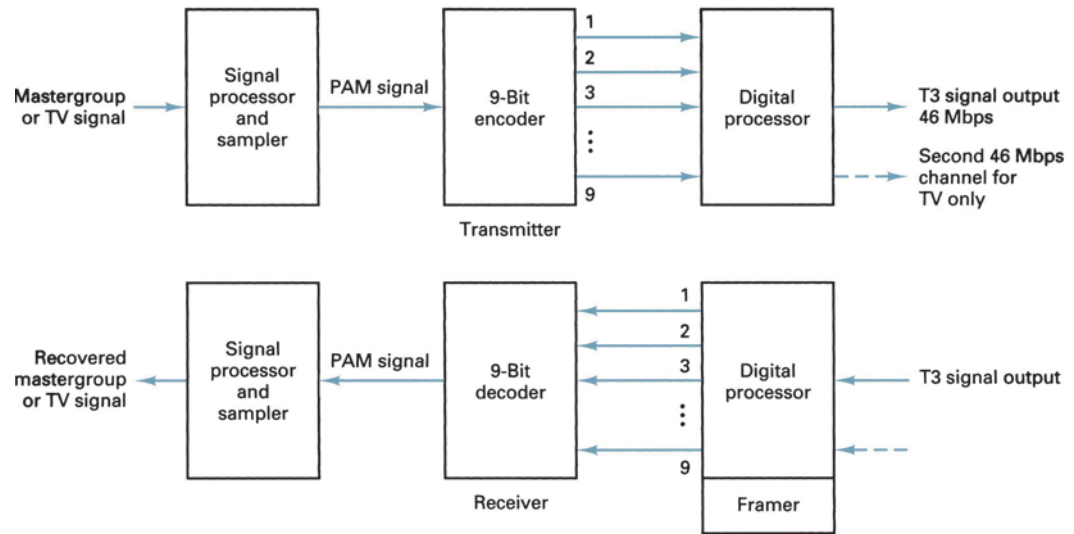 Mastergroup
or TV signal
Signal
processor
and
sampler
PAM signal
9-Bit
encoder
1
2
3
⋮
9
Digital
processor
T3 signal output
46 Mbps
Second 46 Mbps
channel for
TV only
Transmitter
Recovered
mastergroup
or TV signal
Signal
processor
and
sampler
PAM signal
9-Bit
decoder
1
2
3
⋮
9
Digital
processor
T3 signal output
Receiver
Framer